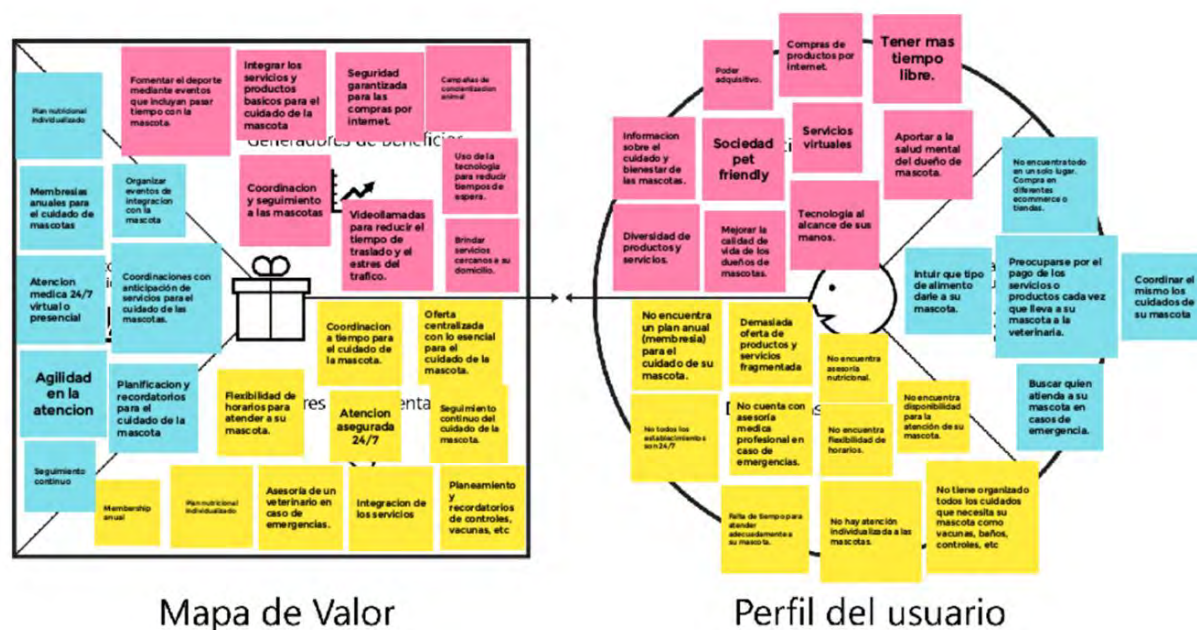 Plan nutricional
individualizado
Fomentar el deporte
mediante eventos
que incluyan pasar
tiempo con la
mascota.
Integrar los
servicios y
productos
basicos para el
cuidado de la
mascota
Seguridad
garantizada
para las
compras por
internet.
Campañas de
concientizacion
animal
Generadores de beneficios
Membresias
anuales para
el cuidado de
mascotas
Organizar
eventos de
integracion
con la
mascota
Coordinacion
y seguimiento
a las mascotas
Uso de la
tecnologia para
reducir
tiempos de
espera.
Videollamadas
para reducir el
tiempo de
traslado y el
estres del
trafico.
Brindar
servicios
cercanos a su
domicilio.
Atencion
medica 24/7
virtual o
presencial
Coordinaciones con
anticipación de
servicios para el
cuidado de las
mascotas.
Agilidad
en la
atencion
Planificacion y
recordatorios
para el
cuidado de la
mascota
Seguimiento
continuo
Coordinacion
a tiempo para
el cuidado de
la mascota.
Oferta
centralizada
con lo esencial
para el
cuidado de la
mascota.
Flexibilidad de
horarios para
atender a su
mascota.
Atencion
asegurada
24/7
Seguimiento
continuo del
cuidado de la
mascota.
Membership
anual
Plan nutricional
individualizado
Asesoría de un
veterinario en
caso de
emergencias.
Integracion de
los servicios
Planeamiento
y
recordatorios
de controles,
vacunas, etc
Mapa de Valor
Poder
adquisitivo.
Compras de
productos por
internet.
Tener mas
tiempo
libre.
Informacion
sobre el
cuidado y
bienestar de
las mascotas.
Sociedad
pet
friendly
Servicios
virtuales
Aportar a la
salud mental
del dueño de
mascota.
Diversidad de
productos y
servicios.
Mejorar la
calidad de
vida de los
dueños de
mascotas.
Tecnologia al
alcance de sus
manos.
No encuentra todo
en un solo lugar.
Compra en
diferentes
ecommerce o
tiendas.
Intuir que tipo
de alimento
darle a su
mascota.
Preocuparse por el
pago de los
servicios o
productos cada vez
que lleva a su
mascota a la
veterinaria.
Coordinar el
mismo los
cuidados de
su mascota
Buscar quien
atienda a su
mascota en
casos de
emergencia.
No encuentra
un plan anual
(membresia)
para el
cuidado de su
mascota.
Demasiada
oferta de
productos y
servicios
fragmentada
No encuentra
asesoría
nutricional.
No todos los
establecimientos
son 24/7
No cuenta con
asesoría
medica
profesional en
caso de
emergencias.
No encuentra
flexibilidad de
horarios.
No encuentra
disponibilidad
para la
atención de su
mascota.
Falta de tiempo para
atender
adecuadamente a
su mascota.
No hay atención
individualizada a las
mascotas.
No tiene organizado
todos los cuidados
que necesita su
mascota como
vacunas, baños,
controles, etc
Perfil del usuario